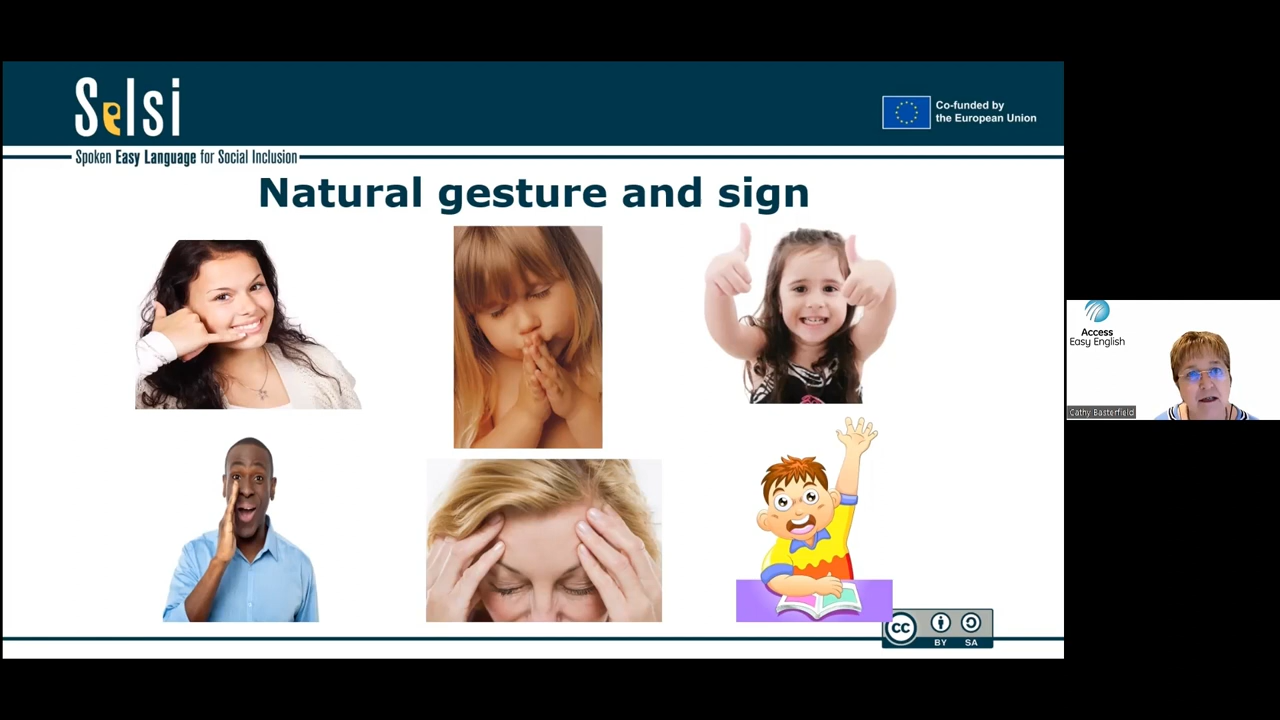 Selsi
Spoken Easy Language for Social Inclusion
Co-funded by
the European Union
Natural gesture and sign
Access
Easy English
Cathy Basterfield
CC
BY SA